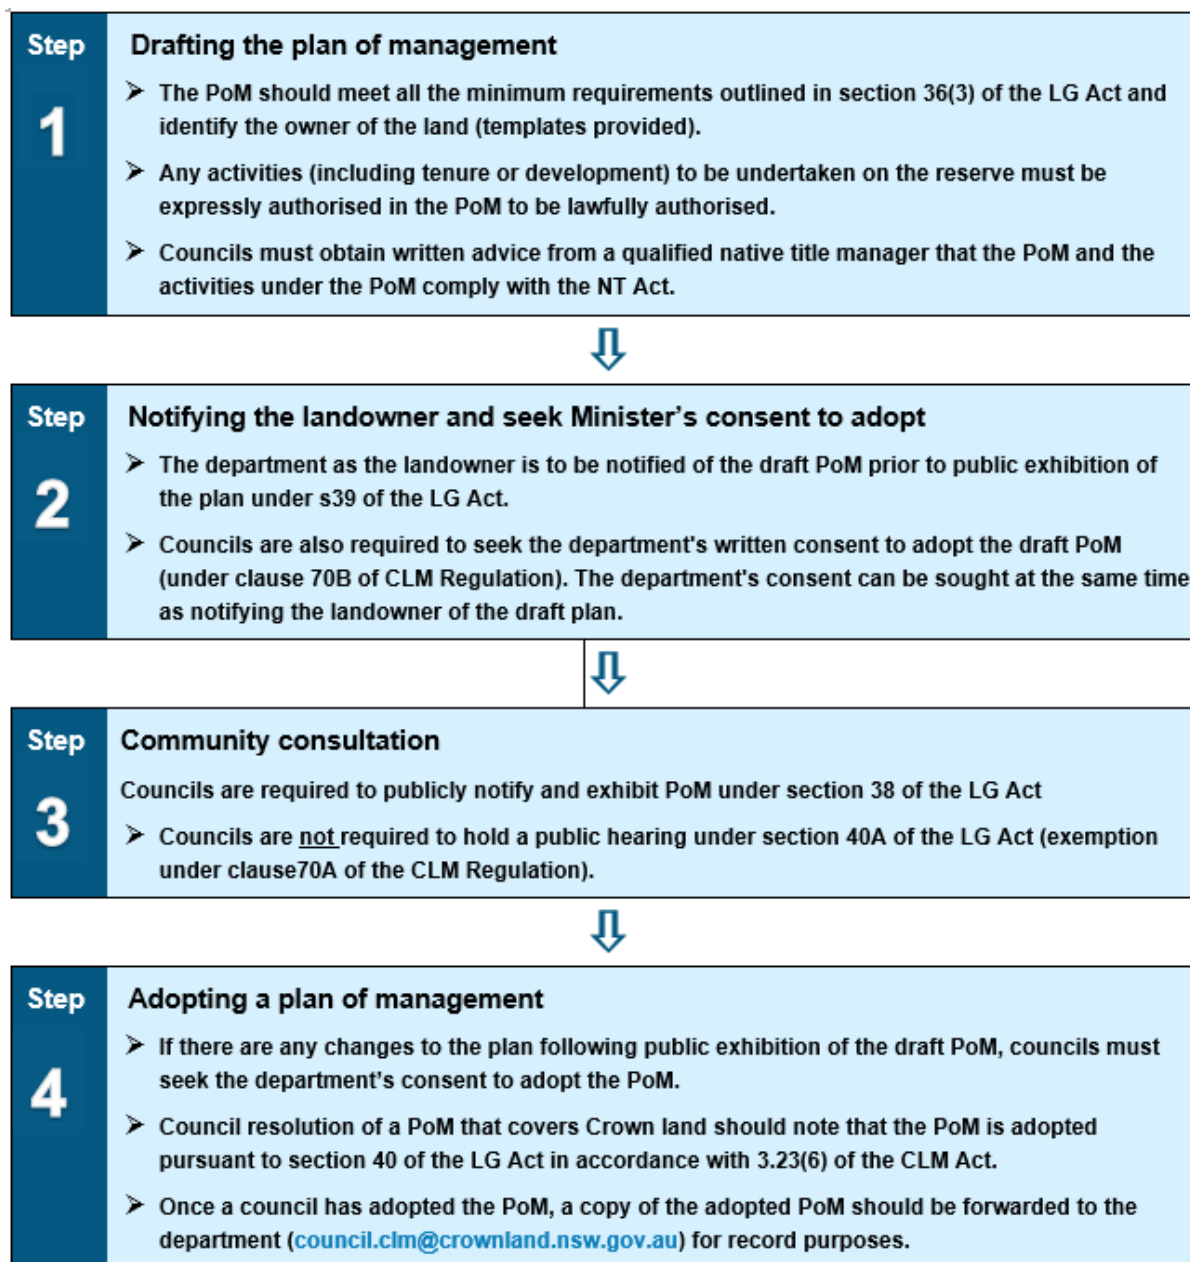 Step
1
Drafting the plan of management
➤ The PoM should meet all the minimum requirements outlined in section 36(3) of the LG Act and
identify the owner of the land (templates provided).
➤ Any activities (including tenure or development) to be undertaken on the reserve must be
expressly authorised in the PoM to be lawfully authorised.
➤ Councils must obtain written advice from a qualified native title manager that the PoM and the
activities under the PoM comply with the NT Act.
Step
2
Notifying the landowner and seek Minister's consent to adopt
➤ The department as the landowner is to be notified of the draft PoM prior to public exhibition of
the plan under s39 of the LG Act.
➤ Councils are also required to seek the department's written consent to adopt the draft PoM
(under clause 70B of CLM Regulation). The department's consent can be sought at the same time
as notifying the landowner of the draft plan.
Step
3
Community consultation
Councils are required to publicly notify and exhibit PoM under section 38 of the LG Act
➤ Councils are not required to hold a public hearing under section 40A of the LG Act (exemption
under clause70A of the CLM Regulation).
Step
4
Adopting a plan of management
➤ If there are any changes to the plan following public exhibition of the draft PoM, councils must
seek the department's consent to adopt the PoM.
➤ Council resolution of a PoM that covers Crown land should note that the PoM is adopted
pursuant to section 40 of the LG Act in accordance with 3.23(6) of the CLM Act.
➤ Once a council has adopted the PoM, a copy of the adopted PoM should be forwarded to the
department (council.clm@crownland.nsw.gov.au) for record purposes.